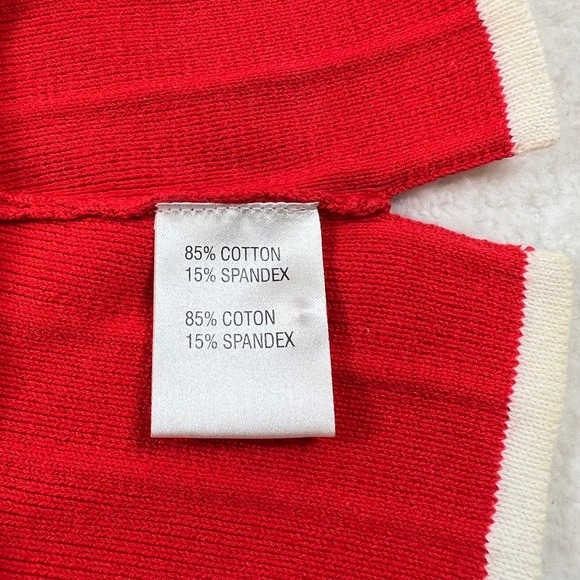 85% COTTON
15% SPANDEX
85% COTON
15% SPANDEX